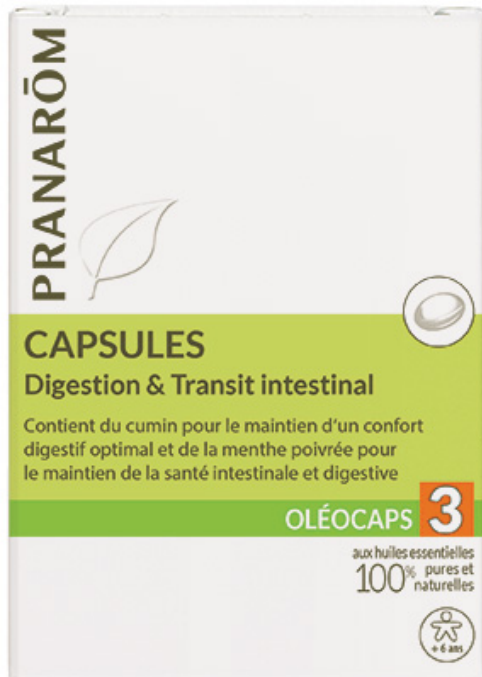 PRANARŌM
CAPSULES
Digestion & Transit intestinal
Contient du cumin pour le maintien d'un confort
digestif optimal et de la menthe poivrée pour
le maintien de la santé intestinale et digestive
OLÉOCAPS 3
aux huiles essentielles
100% pures et
naturelles
+ 6 ans